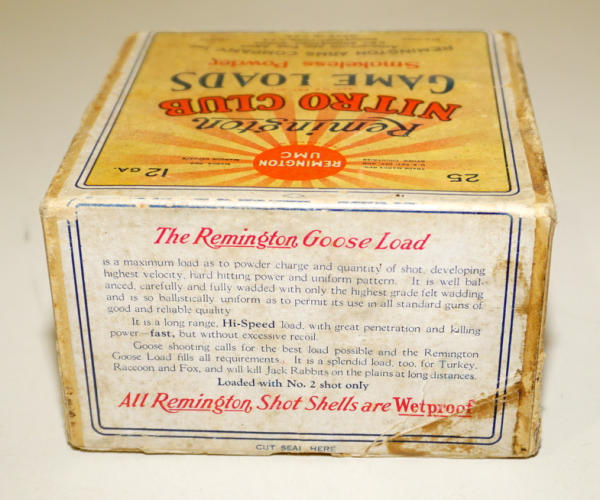 REMINGTON ARMS COMPANY
Smokeless Powder
GAME LOADS
NITRO CLUB
Remington
REMINGTON
UMC
12 GA.
25
The Remington Goose Load
is a maximum load as to powder charge and quantity of shot, developing
highest velocity, hard hitting power and uniform pattern. It is well bal-
anced, carefully and fully wadded with only the highest grade felt wadding
and is so ballistically uniform as to permit its use in all standard guns of
good and reliable quality
It is a long range, Hi-Speed load, with great penetration and killing
power—fast, but without excessive recoil.
Goose shooting calls for the best load possible and the Remington
Goose Load fills all requirements. It is a splendid load, too, for Turkey,
Raccoon and Fox, and will kill Jack Rabbits on the plains at long distances.
Loaded with No. 2 shot only
All Remington Shot Shells are Wetproof
CUT SEAL HERE